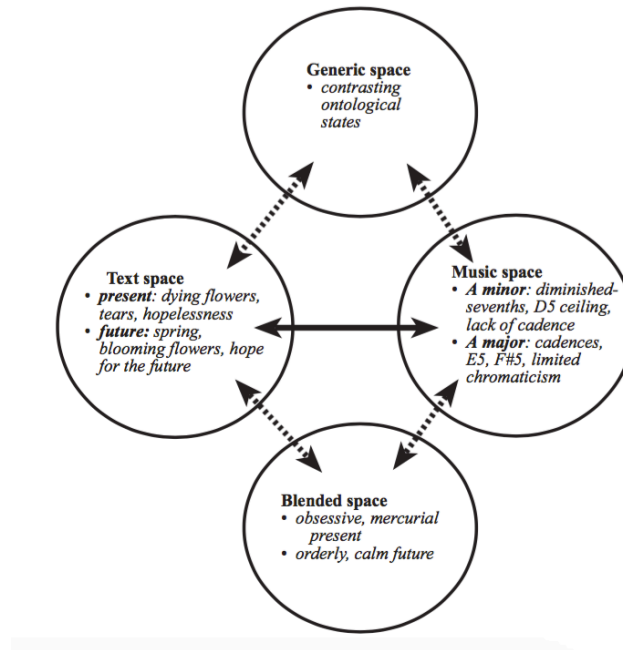 Generic space
• contrasting
ontological
states
Text space
• present: dying flowers,
tears, hopelessness
• future: spring,
blooming flowers, hope
for the future
Music space
• A minor: diminished-
sevenths, D5 ceiling,
lack of cadence
• A major: cadences,
E5, F#5, limited
chromaticism
Blended space
• obsessive, mercurial
present
• orderly, calm future